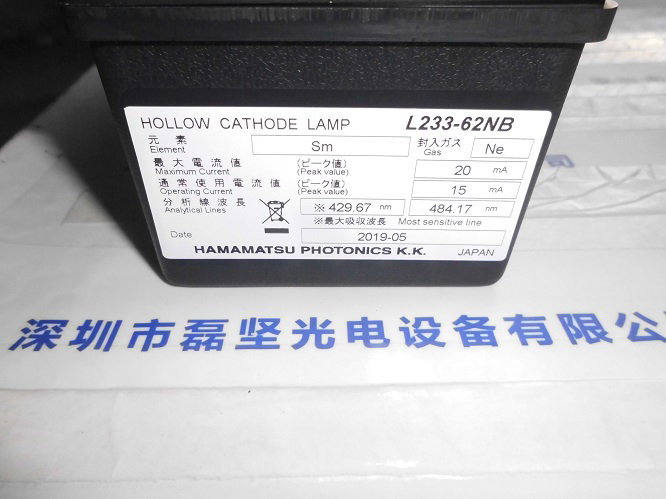 HOLLOW CATHODE LAMP L233-62NB
元素 Sm 封入ガス Ne
Element Gas
最大電流値 (ピーク値) 20 mA
Maximum Current (Peak value)
通常使用電流値 (ピーク値) 15 mA
Operating Current (Peak value)
分析線波長 ※429.67 nm 484.17 nm
Analytical Lines ※最大吸収波長 Most sensitive line
Date 2019-05
HAMAMATSU PHOTONICS K.K. JAPAN
司
深圳市磊坚光电设备有限公